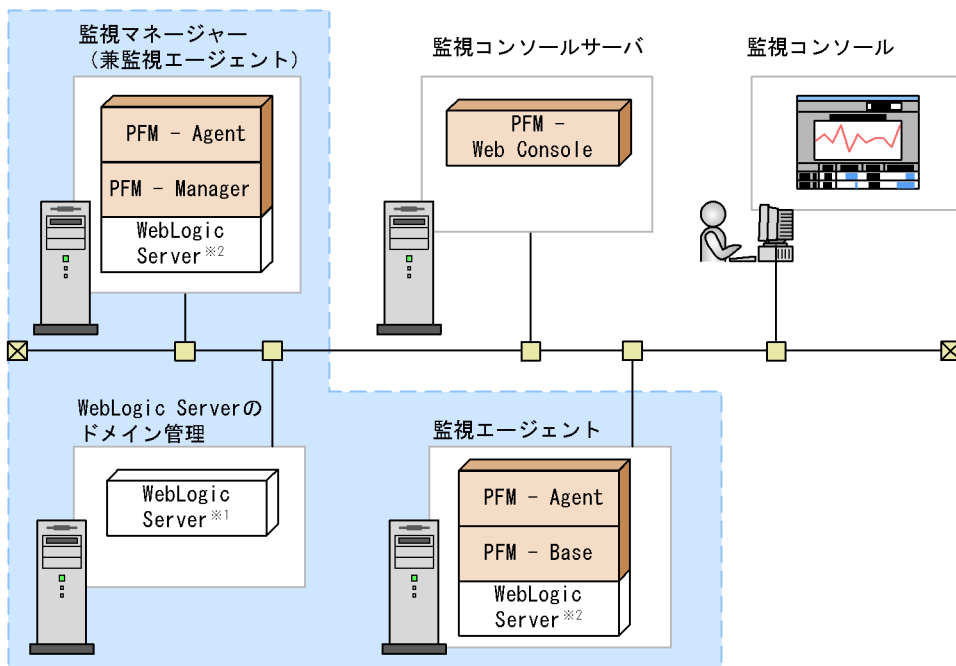 監視マネージャー
（兼監視エージェント）
PFM - Agent
PFM - Manager
WebLogic
Server※2
監視コンソールサーバ
PFM -
Web Console
監視コンソール
WebLogic Serverの
ドメイン管理
WebLogic
Server※1
監視エージェント
PFM - Agent
PFM - Base
WebLogic
Server※2